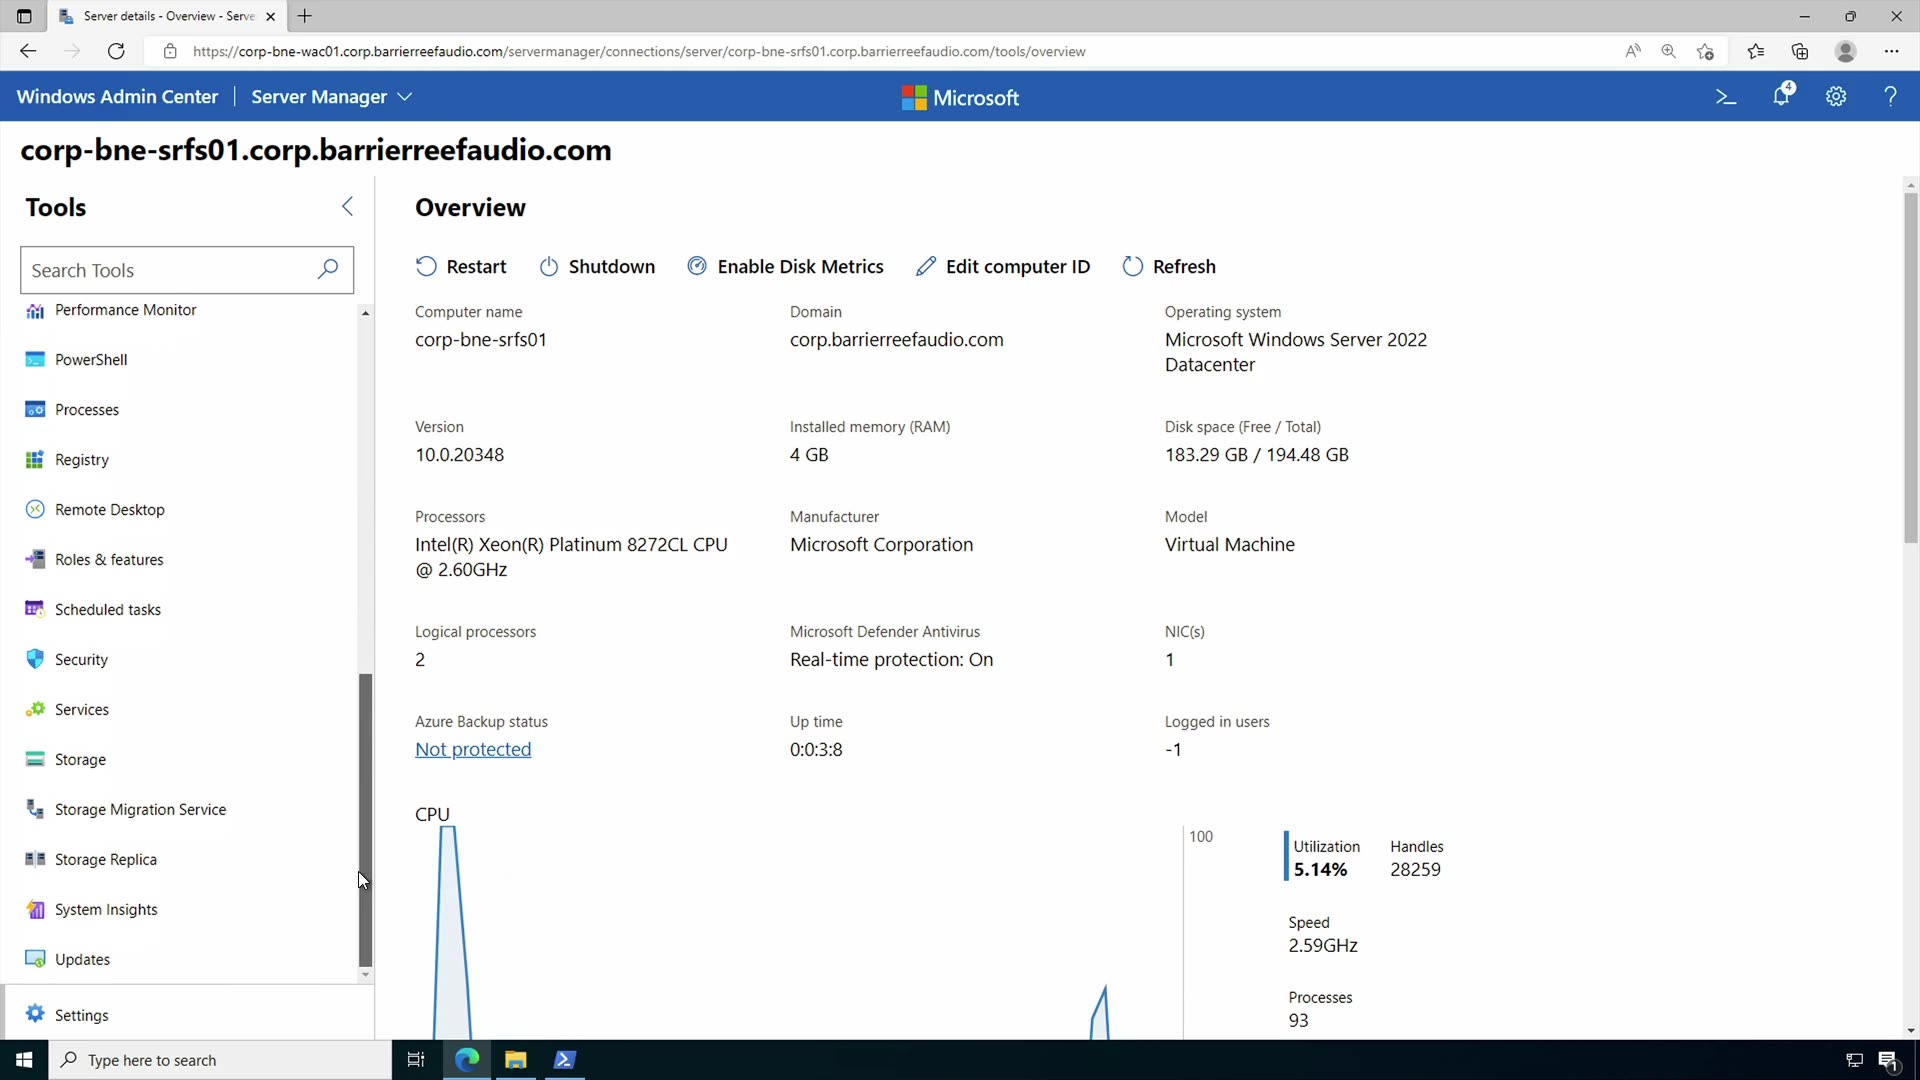 Server details - Overview - Serve
https://corp-bne-wac01.corp.barrierreefaudio.com/servermanager/connections/server/corp-bne-srfs01.corp.barrierreefaudio.com/tools/overview
Windows Admin Center | Server Manager
Microsoft
4
corp-bne-srfs01.corp.barrierreefaudio.com
Tools
Search Tools
Performance Monitor
PowerShell
Processes
Registry
Remote Desktop
Roles & features
Scheduled tasks
Security
Services
Storage
Storage Migration Service
Storage Replica
System Insights
Updates
Settings
Overview
Restart
Shutdown
Enable Disk Metrics
Edit computer ID
Refresh
Computer name
corp-bne-srfs01
Domain
corp.barrierreefaudio.com
Operating system
Microsoft Windows Server 2022
Datacenter
Version
10.0.20348
Installed memory (RAM)
4 GB
Disk space (Free / Total)
183.29 GB / 194.48 GB
Processors
Intel(R) Xeon(R) Platinum 8272CL CPU
@ 2.60GHz
Manufacturer
Microsoft Corporation
Model
Virtual Machine
Logical processors
2
Microsoft Defender Antivirus
Real-time protection: On
NIC(s)
1
Azure Backup status
Not protected
Up time
0:0:3:8
Logged in users
-1
CPU
100
Utilization
5.14%
Handles
28259
Speed
2.59GHz
Processes
93
Type here to search
1